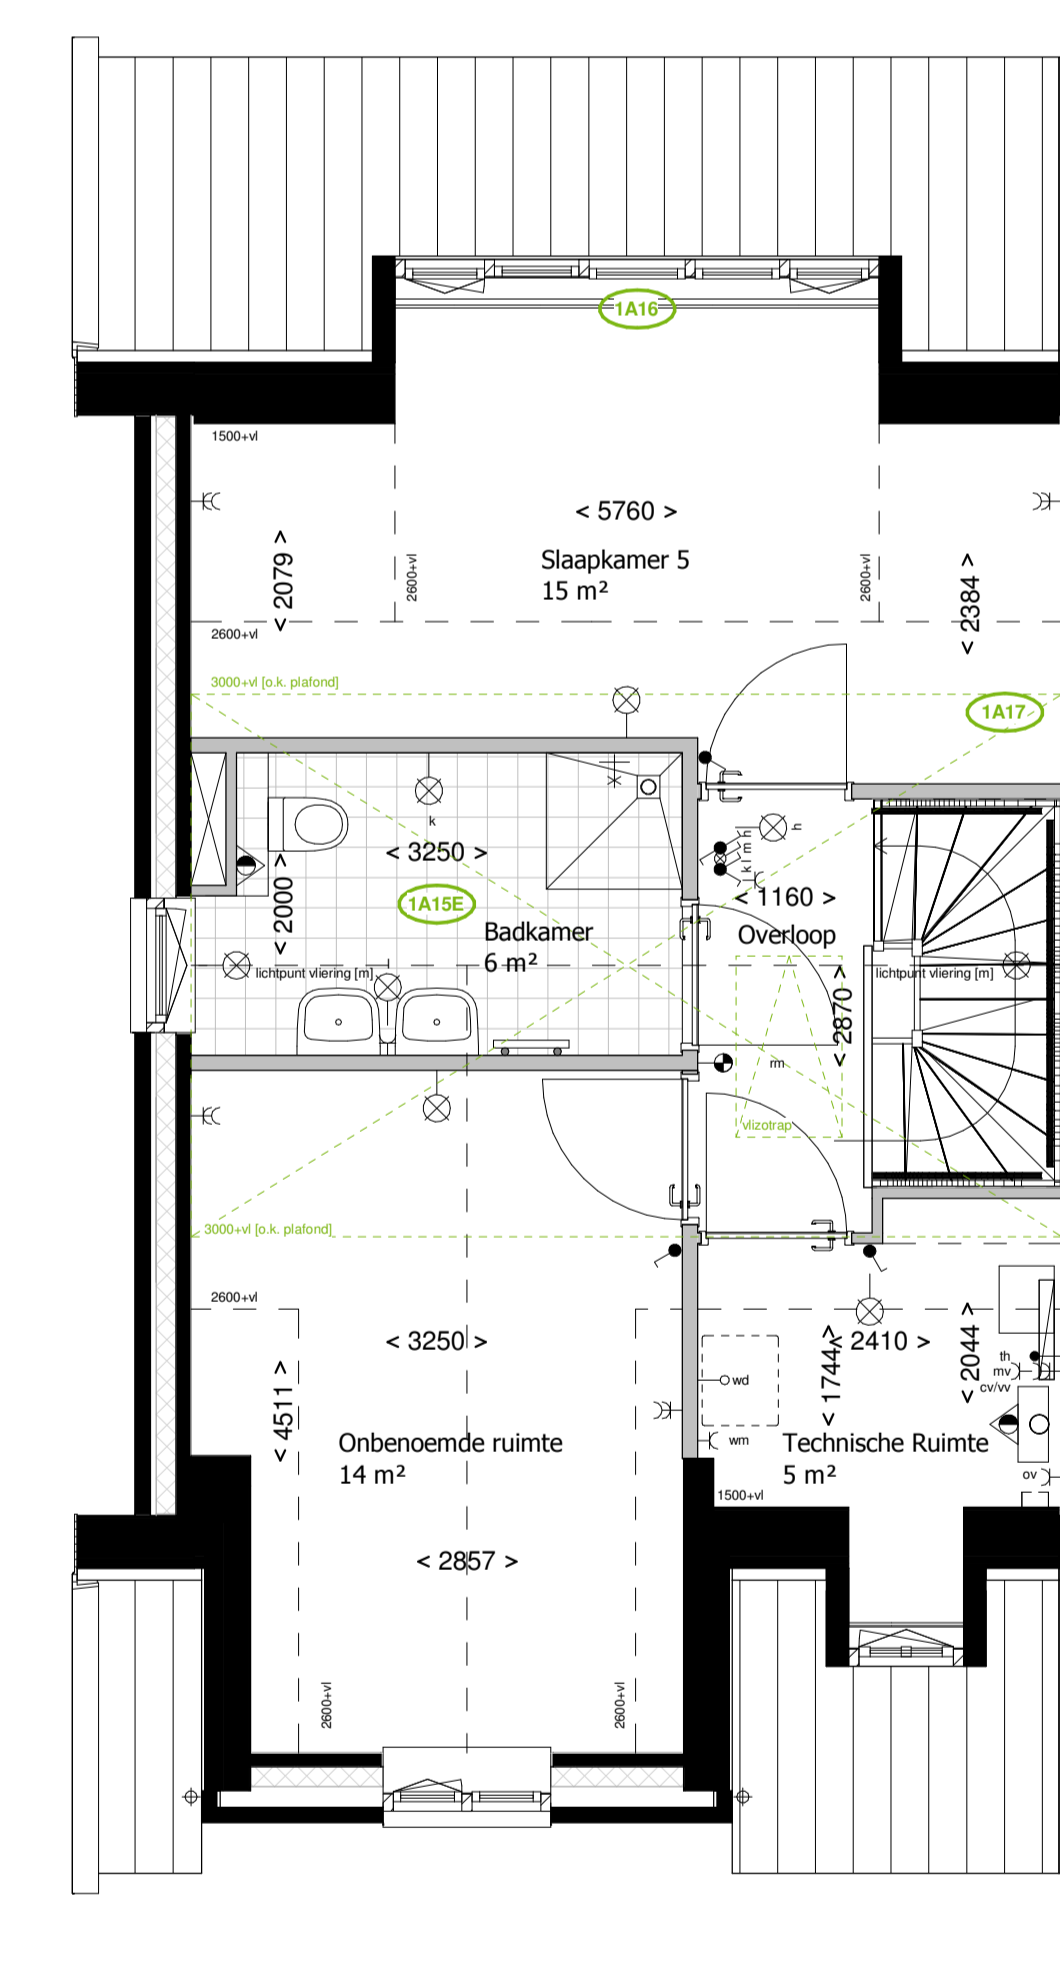 1A16
1500+vl
< 5760 >
Slaapkamer 5
15 m²
< 2079 >
2600+vl
2600+vl
< 2384 >
2600+vl
3000+vl [o.k. plafond]
1A17
k
< 3250 >
h
h
m
l
k
< 2000 >
1A15E
< 1160 >
Badkamer
6 m²
Overloop
lichtpunt vliering [m]
lichtpunt vliering [m]
< 2870 >
rm
vlizotrap
3000+vl [o.k. plafond]
2600+vl
< 3250 >
< 2410 >
< 1744 >
< 2044 >
th
mv
cv/vv
wd
< 4511 >
Onbenoemde ruimte
14 m²
wm
Technische Ruimte
5 m²
ov
1500+vl
< 2857 >
2600+vl
2600+vl